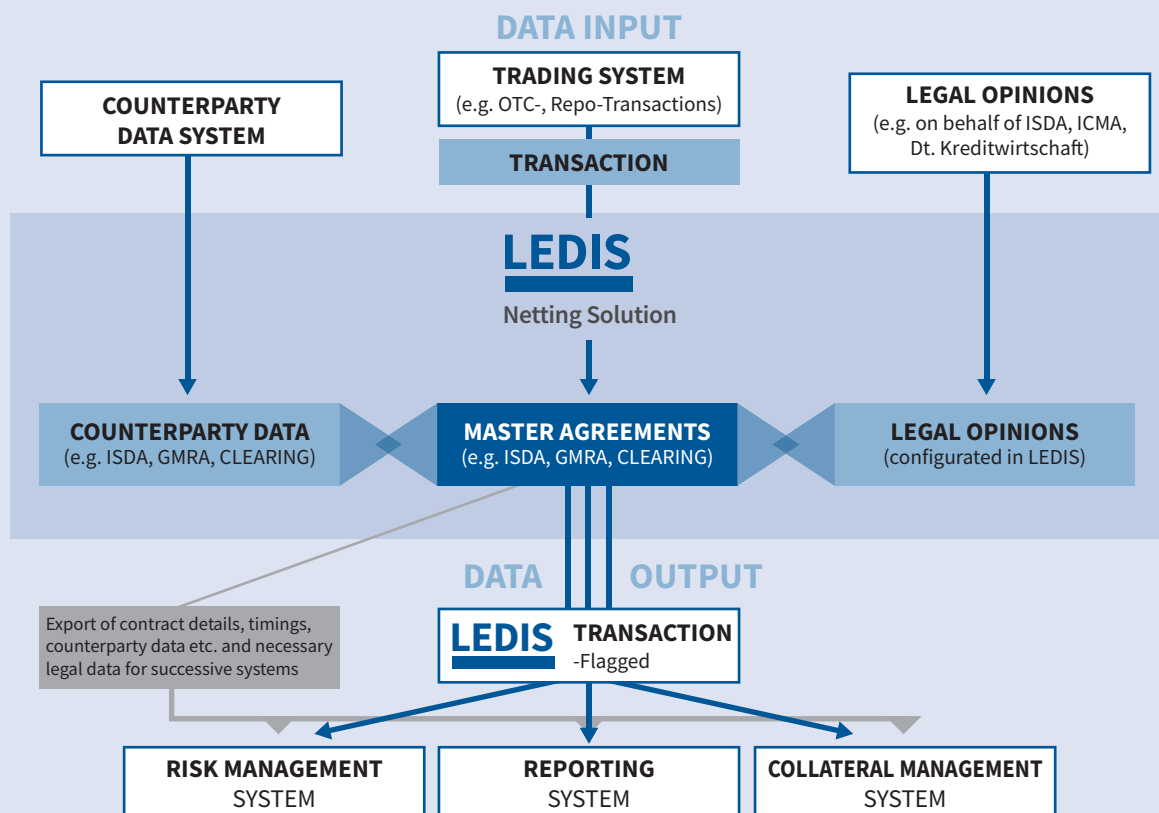 DATA INPUT
COUNTERPARTY
DATA SYSTEM
TRADING SYSTEM
(e.g. OTC-, Repo-Transactions)
TRANSACTION
LEGAL OPINIONS
(e.g. on behalf of ISDA, ICMA,
Dt. Kreditwirtschaft)
LEDIS
Netting Solution
COUNTERPARTY DATA
(e.g. ISDA, GMRA, CLEARING)
MASTER AGREEMENTS
(e.g. ISDA, GMRA, CLEARING)
LEGAL OPINIONS
(configurated in LEDIS)
DATA OUTPUT
Export of contract details, timings,
counterparty data etc. and necessary
legal data for successive systems
LEDIS TRANSACTION
-Flagged
RISK MANAGEMENT
SYSTEM
REPORTING
SYSTEM
COLLATERAL MANAGEMENT
SYSTEM